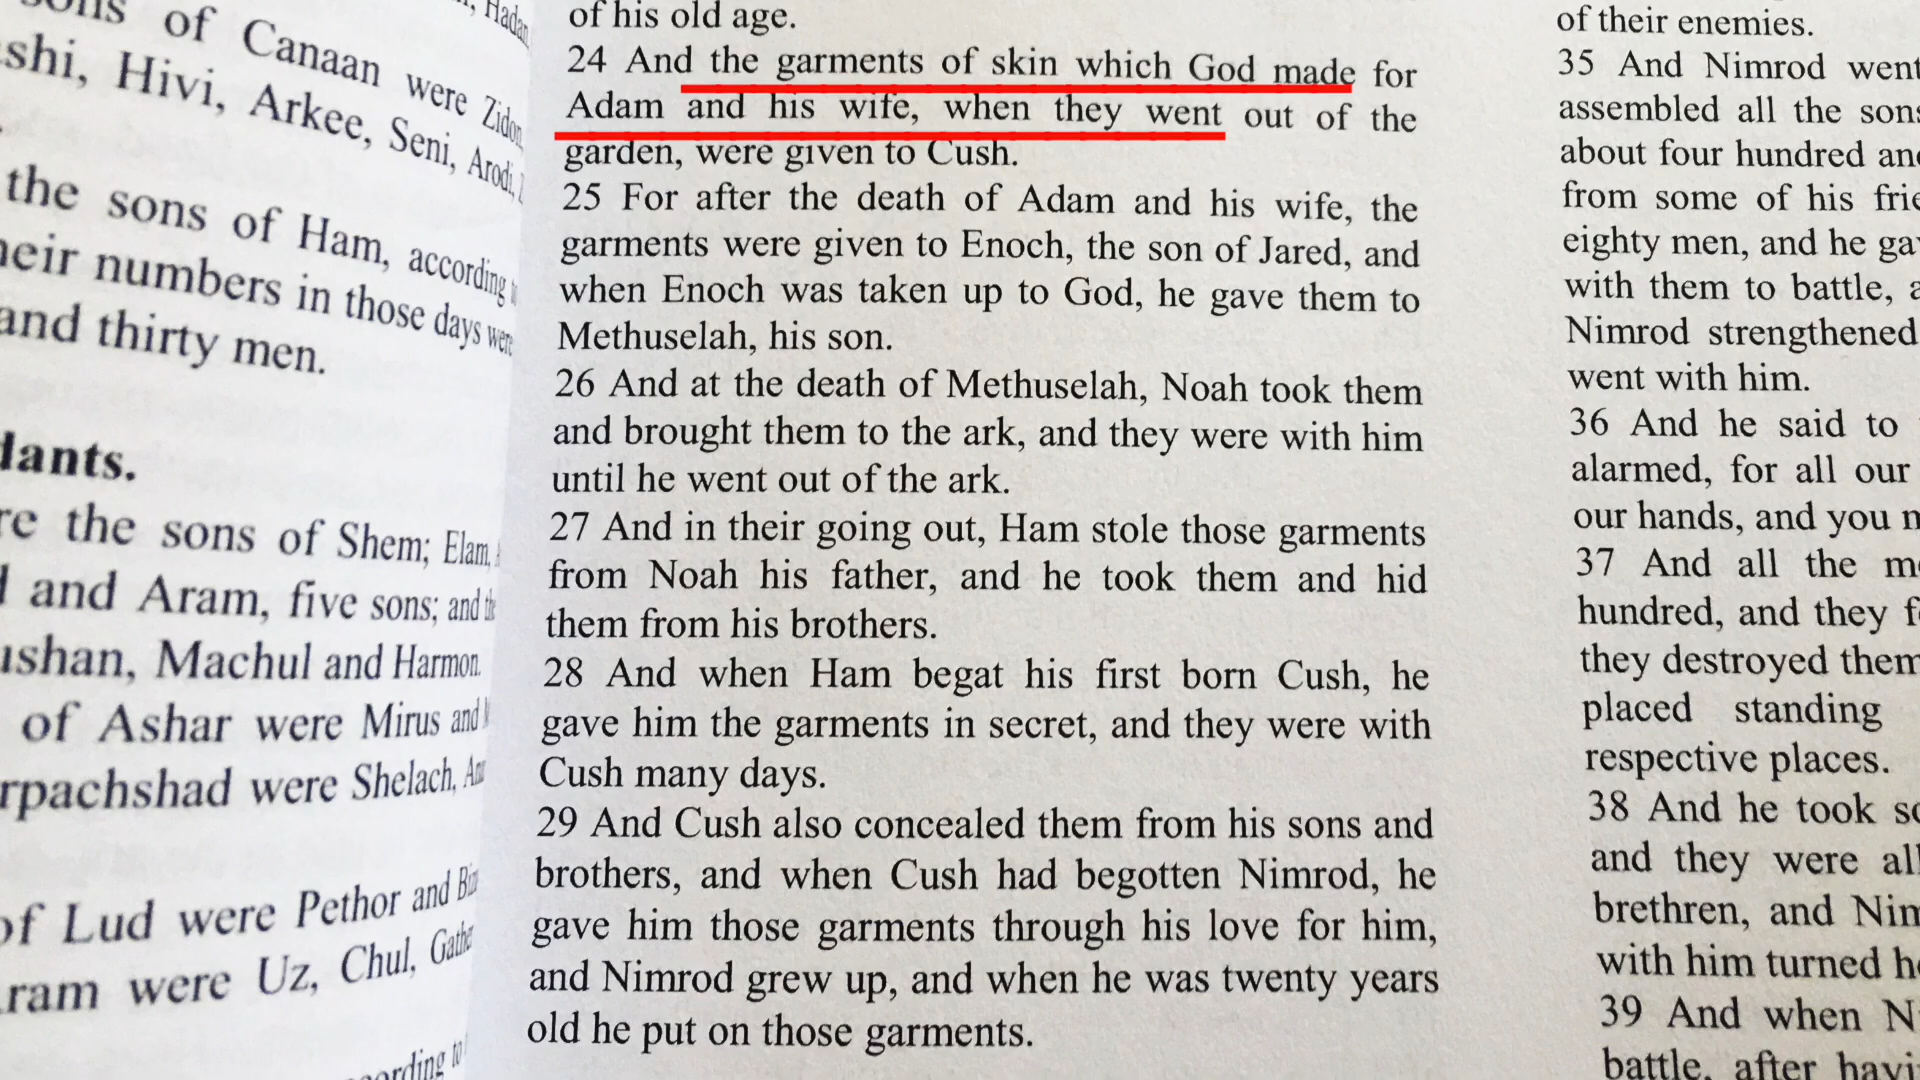 sons of Canaan were Zidon,
shi, Hivi, Arkee, Seni, Arodi,
the sons of Ham, according
their numbers in those days were
and thirty men.
dants.
the sons of Shem; Elam,
and Aram, five sons; and the
ushan, Machul and Harmon.
of Ashar were Mirus and
rpachshad were Shelach,
of Lud were Pethor and
ram were Uz, Chul,
ording to
of his old age.
24 And the garments of skin which God made for
Adam and his wife, when they went out of the
garden, were given to Cush.
25 For after the death of Adam and his wife, the
garments were given to Enoch, the son of Jared, and
when Enoch was taken up to God, he gave them to
Methuselah, his son.
26 And at the death of Methuselah, Noah took them
and brought them to the ark, and they were with him
until he went out of the ark.
27 And in their going out, Ham stole those garments
from Noah his father, and he took them and hid
them from his brothers.
28 And when Ham begat his first born Cush, he
gave him the garments in secret, and they were with
Cush many days.
29 And Cush also concealed them from his sons and
brothers, and when Cush had begotten Nimrod, he
gave him those garments through his love for him,
and Nimrod grew up, and when he was twenty years
old he put on those garments.
of their enemies.
35 And Nimrod went
assembled all the sons
about four hundred and
from some of his
eighty men, and he
with them to battle,
Nimrod strengthened
went with him.
36 And he said to
alarmed, for all our
our hands, and you
37 And all the
hundred, and they
they destroyed them
placed standing
respective places.
38 And he took
and they were all
brethren, and
with him turned
39 And when
battle, after